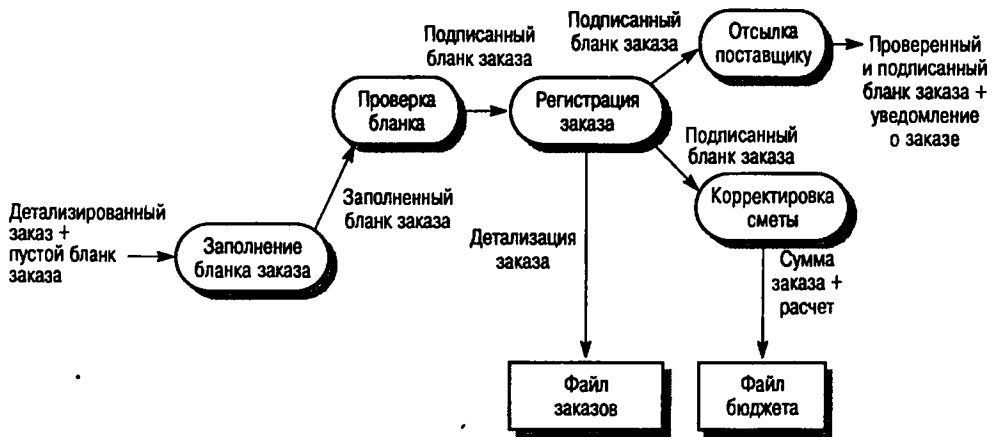 Детализированный
заказ +
пустой бланк
заказа
Заполнение
бланка заказа
Заполненный
бланк заказа
Проверка
бланка
Подписанный
бланк заказа
Регистрация
заказа
Подписанный
бланк заказа
Отсылка
поставщику
Проверенный
и подписанный
бланк заказа +
уведомление
о заказе
Подписанный
бланк заказа
Корректировка
сметы
Детализация
заказа
Сумма
заказа +
расчет
Файл
заказов
Файл
бюджета